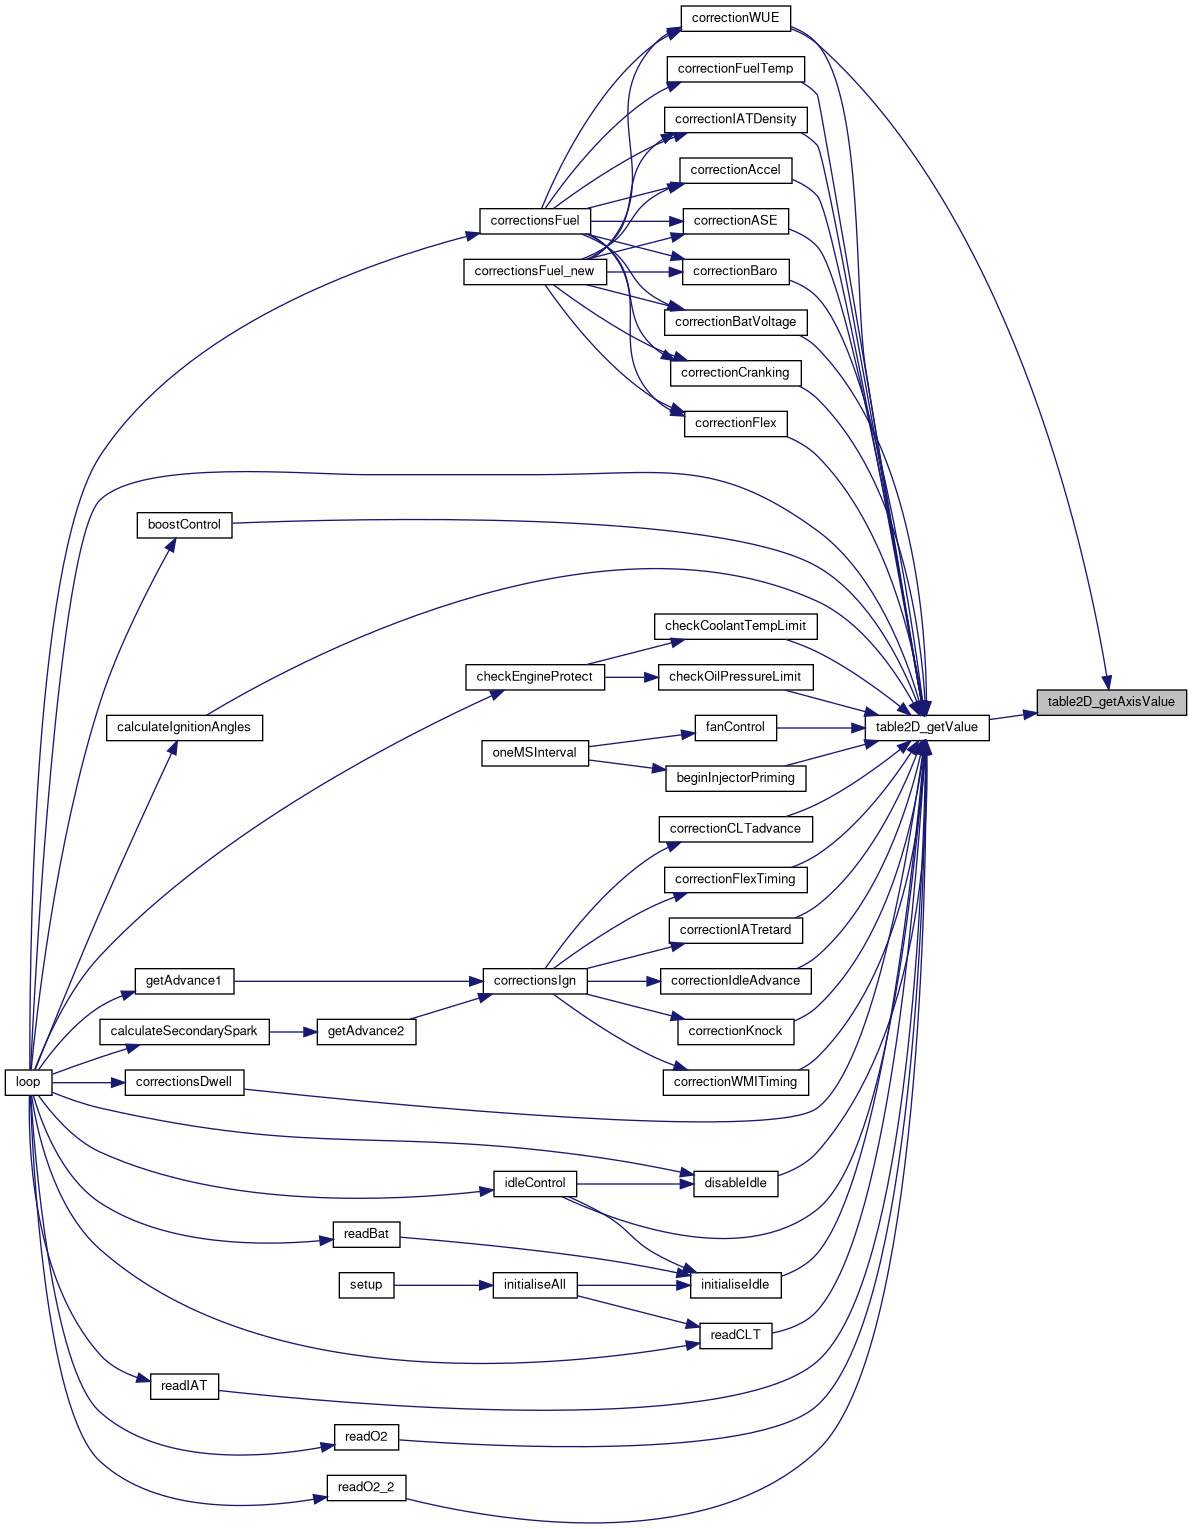 correctionWUE
correctionFuelTemp
correctionIATDensity
correctionAccel
correctionsFuel
correctionASE
correctionsFuel_new
correctionBaro
correctionBatVoltage
correctionCranking
correctionFlex
boostControl
checkCoolantTempLimit
checkEngineProtect
checkOilPressureLimit
table2D_getAxisValue
calculateIgnitionAngles
fanControl
table2D_getValue
oneMSInterval
beginInjectorPriming
correctionCLTadvance
correctionFlexTiming
correctionIATretard
getAdvance1
correctionsIgn
correctionIdleAdvance
calculateSecondarySpark
getAdvance2
correctionKnock
loop
correctionsDwell
correctionWMITiming
idleControl
disableIdle
readBat
setup
initialiseAll
initialiseIdle
readCLT
readIAT
readO2
readO2_2